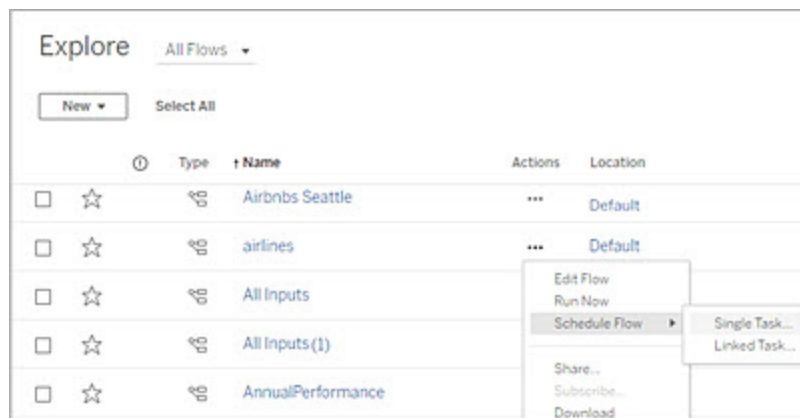 Explore All Flows
New Select All
Type Name Actions Location
Airbnbs Seattle ... Default
airlines ... Default
Edit Flow
All Inputs
Run Now
Schedule Flow Single Task...
All Inputs (1) Linked Task...
Share...
Subscribe...
AnnualPerformance
Download